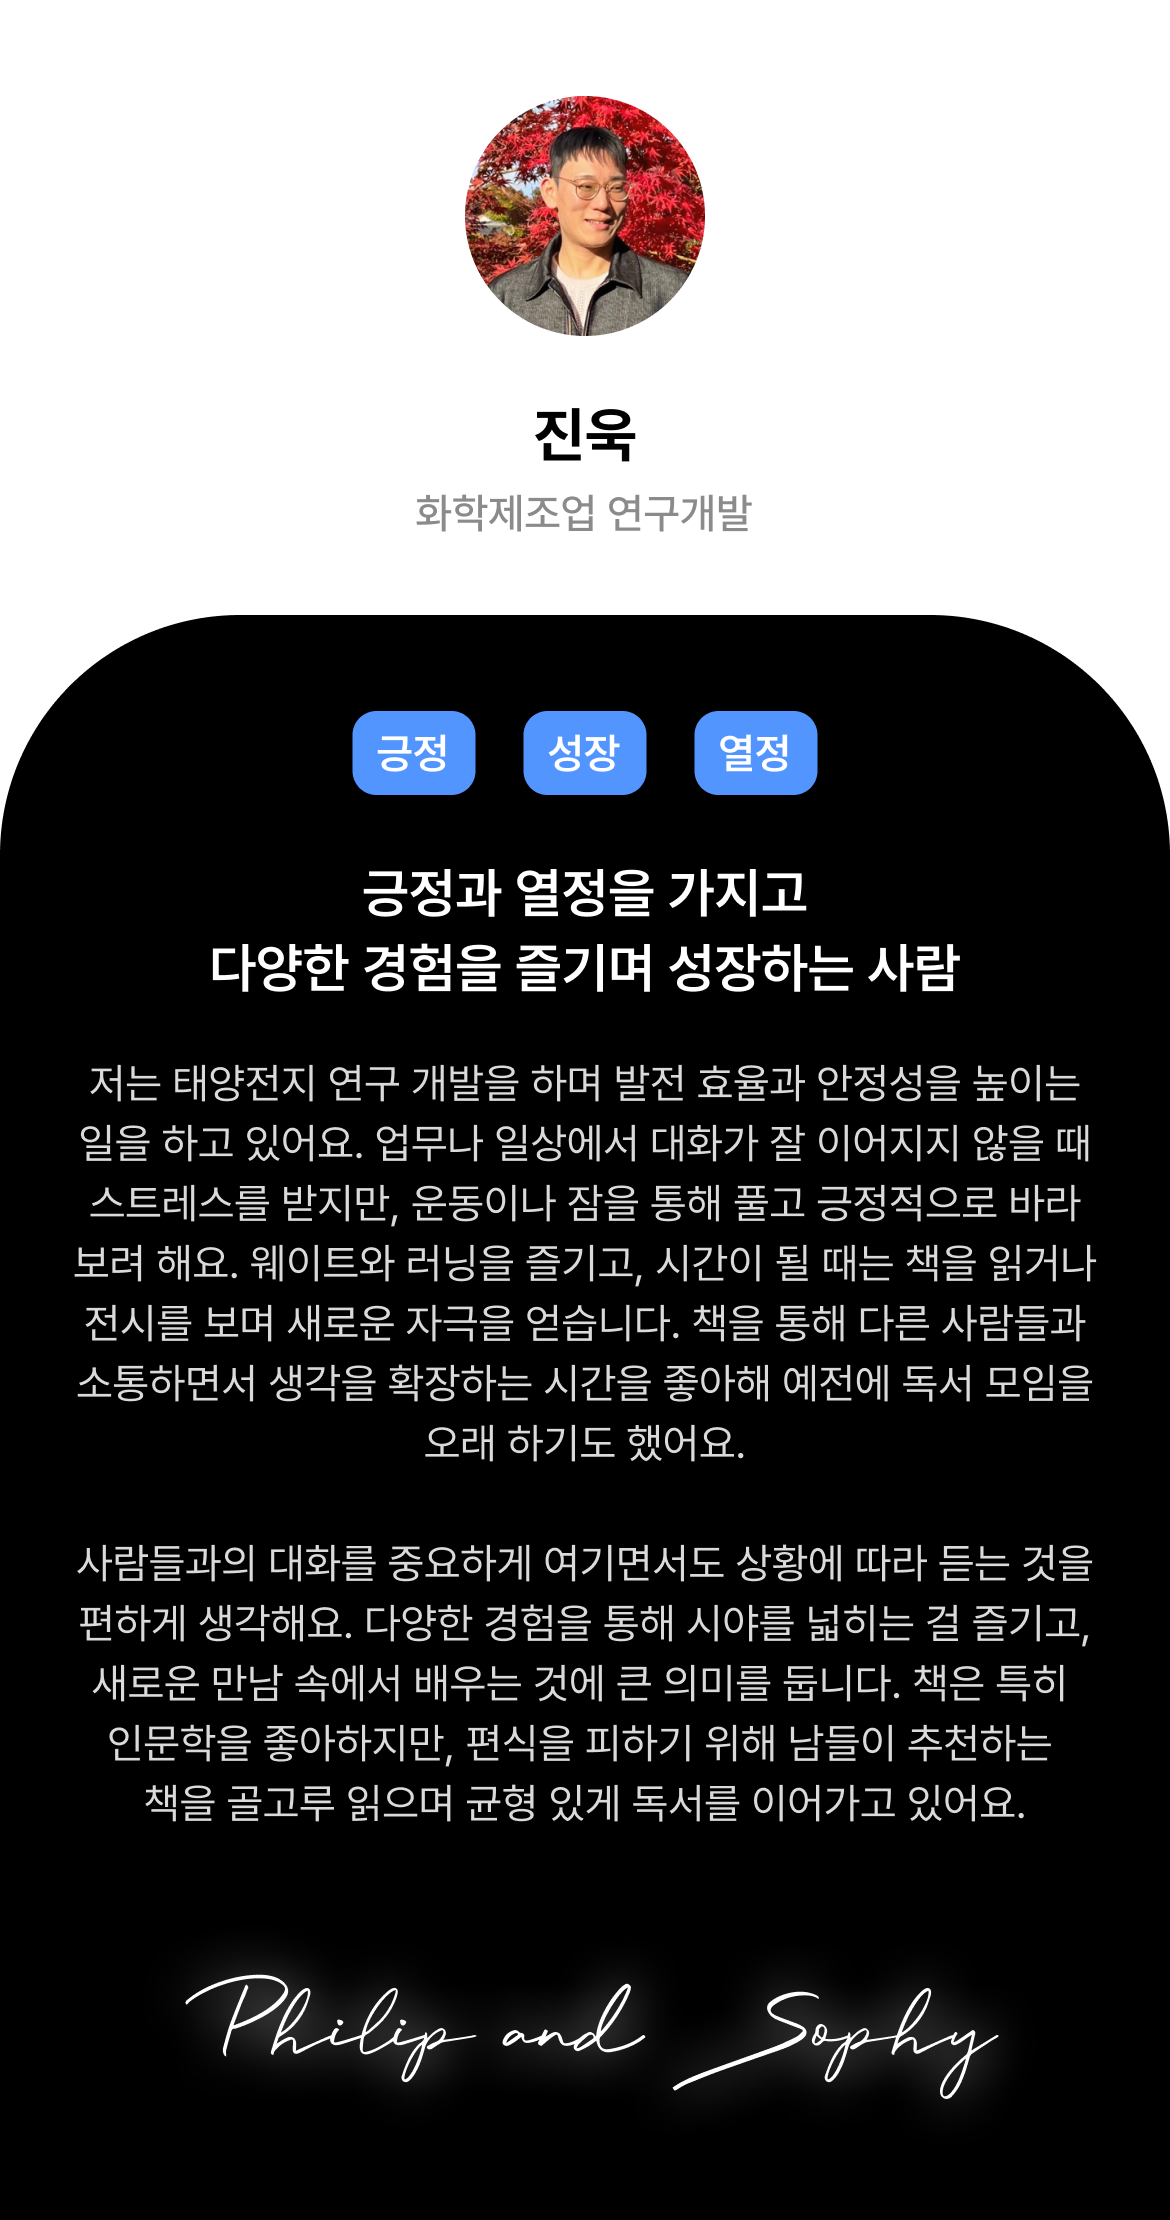 진욱
화학제조업 연구개발
긍정 성장 열정
긍정과 열정을 가지고
다양한 경험을 즐기며 성장하는 사람
저는 태양전지 연구 개발을 하며 발전 효율과 안정성을 높이는
일을 하고 있어요. 업무나 일상에서 대화가 잘 이어지지 않을 때
스트레스를 받지만, 운동이나 잠을 통해 풀고 긍정적으로 바라
보려 해요. 웨이트와 러닝을 즐기고, 시간이 될 때는 책을 읽거나
전시를 보며 새로운 자극을 얻습니다. 책을 통해 다른 사람들과
소통하면서 생각을 확장하는 시간을 좋아해 예전에 독서 모임을
오래 하기도 했어요.
사람들과의 대화를 중요하게 여기면서도 상황에 따라 듣는 것을
편하게 생각해요. 다양한 경험을 통해 시야를 넓히는 걸 즐기고,
새로운 만남 속에서 배우는 것에 큰 의미를 둡니다. 책은 특히
인문학을 좋아하지만, 편식을 피하기 위해 남들이 추천하는
책을 골고루 읽으며 균형 있게 독서를 이어가고 있어요.
Philip and Sophy